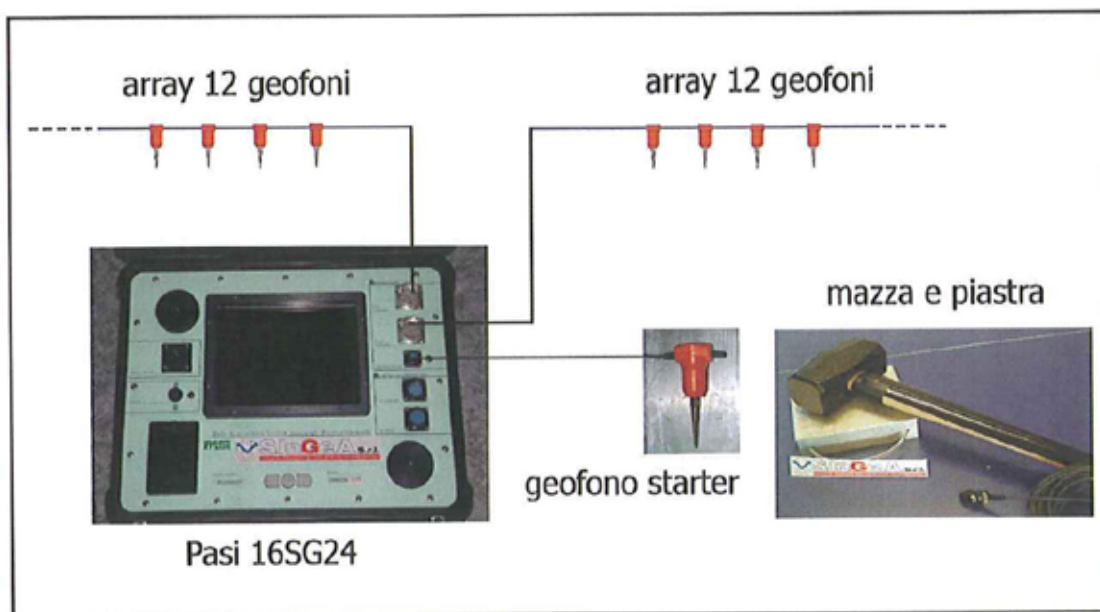 array 12 geofoni
array 12 geofoni
mazza e piastra
geofono starter
Pasi 16SG24